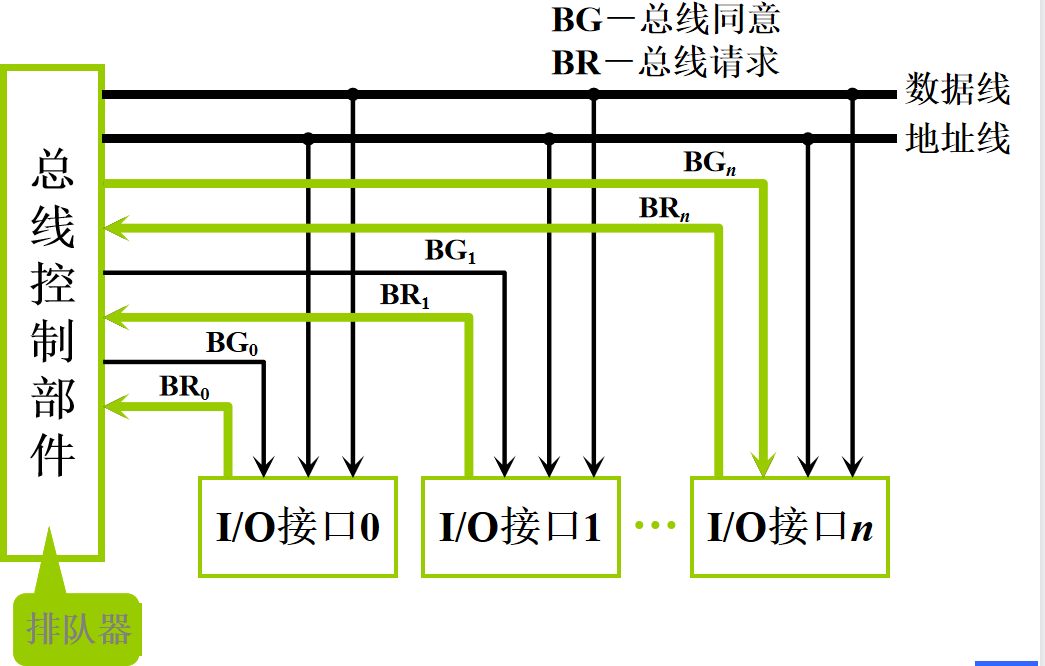 BG－总线同意
BR－总线请求
数据线
地址线
总线控制部件
BGn
BRn
BG1
BR1
BG0
BR0
I/O接口0
I/O接口1
…
I/O接口n
排队器